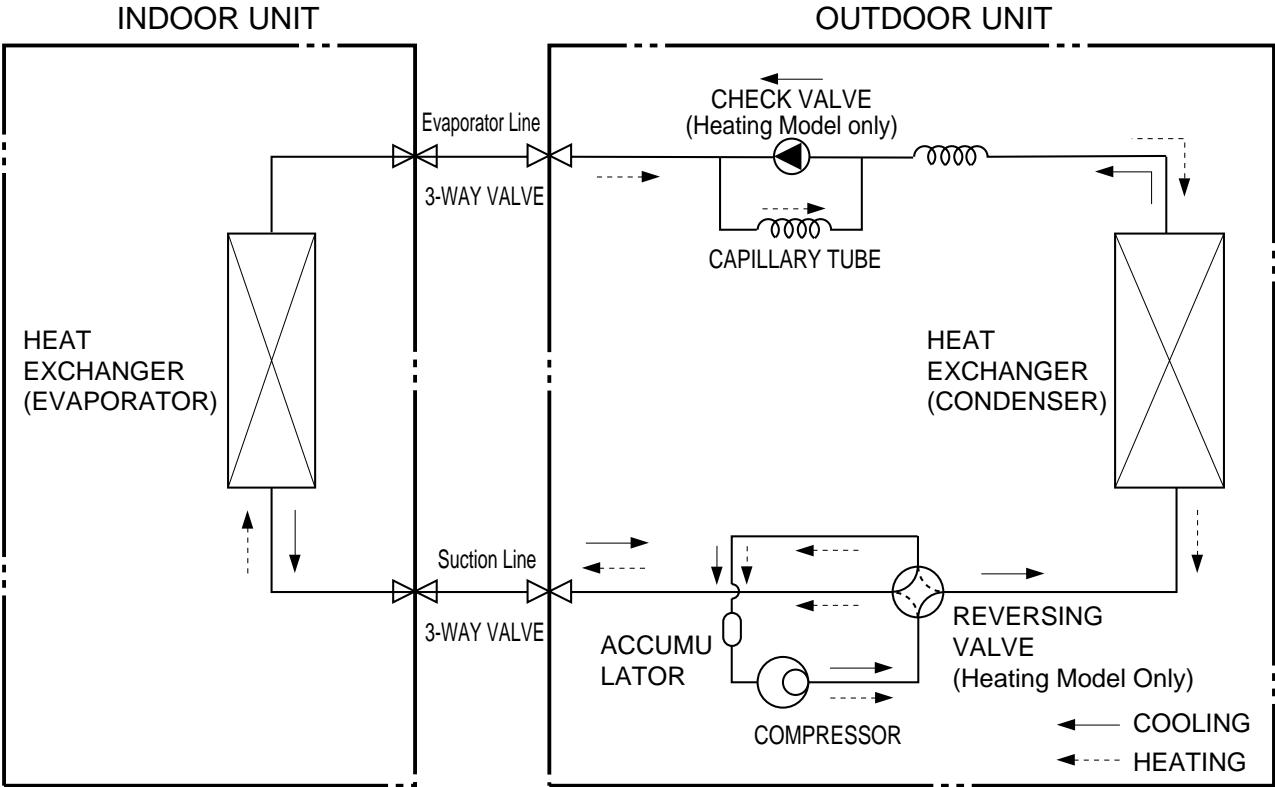 INDOOR UNIT
OUTDOOR UNIT
CHECK VALVE
(Heating Model only)
Evaporator Line
3-WAY VALVE
CAPILLARY TUBE
HEAT
EXCHANGER
(EVAPORATOR)
HEAT
EXCHANGER
(CONDENSER)
Suction Line
3-WAY VALVE
ACCUMU
LATOR
COMPRESSOR
REVERSING
VALVE
(Heating Model Only)
COOLING
HEATING